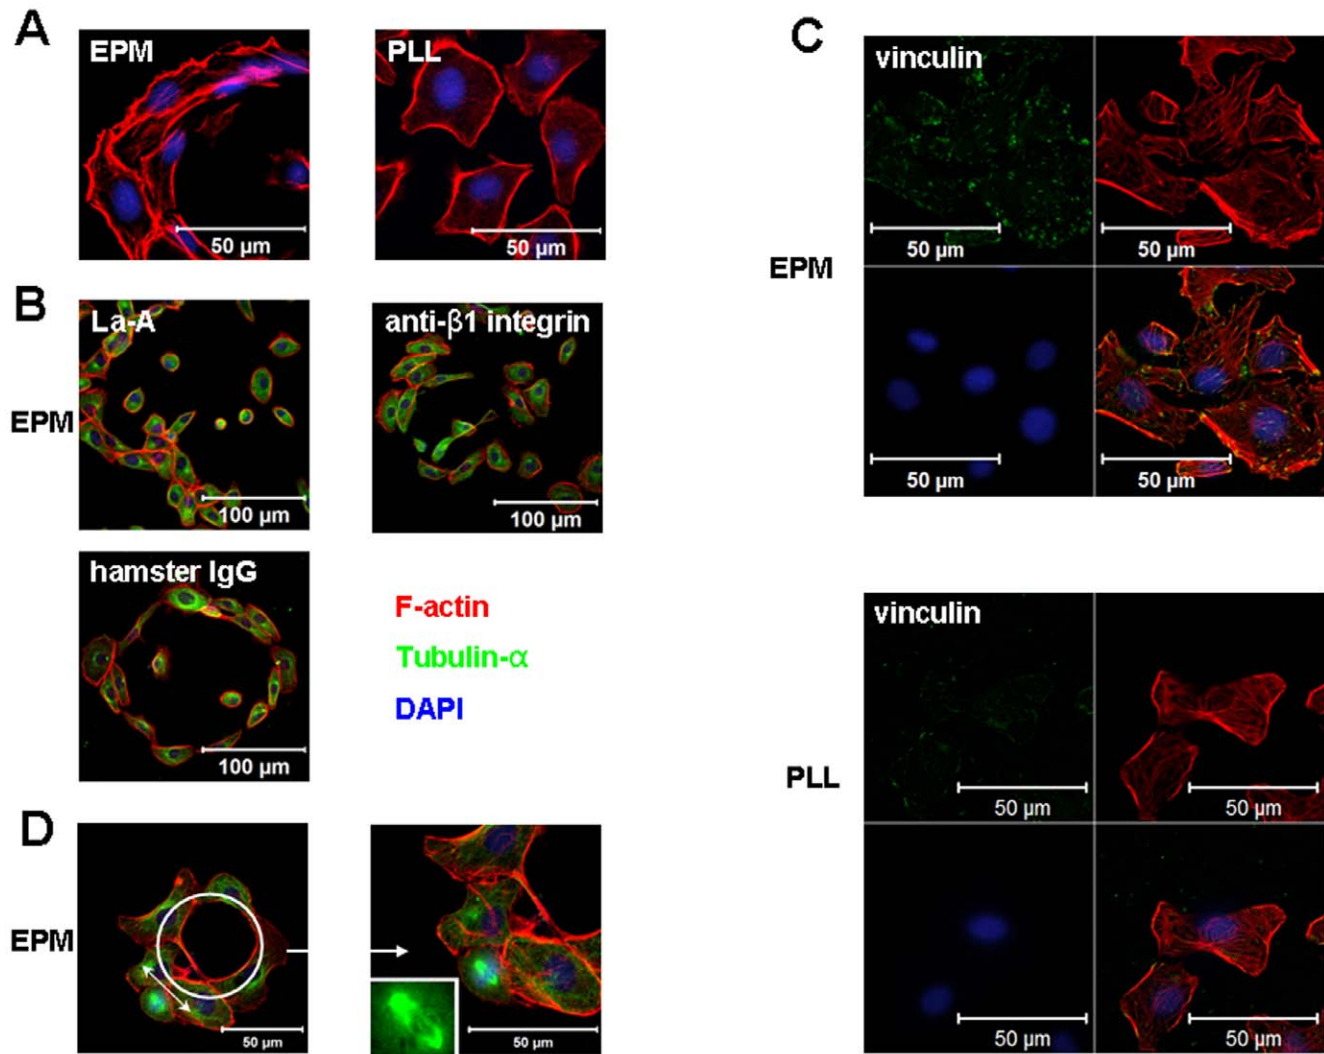 A
EPM
PLL
50 µm
50 µm
B
La-A
anti-β1 integrin
EPM
100 µm
100 µm
hamster IgG
100 µm
F-actin
Tubulin-α
DAPI
D
EPM
50 µm
50 µm
C
vinculin
50 µm
50 µm
EPM
50 µm
50 µm
vinculin
50 µm
50 µm
PLL
50 µm
50 µm